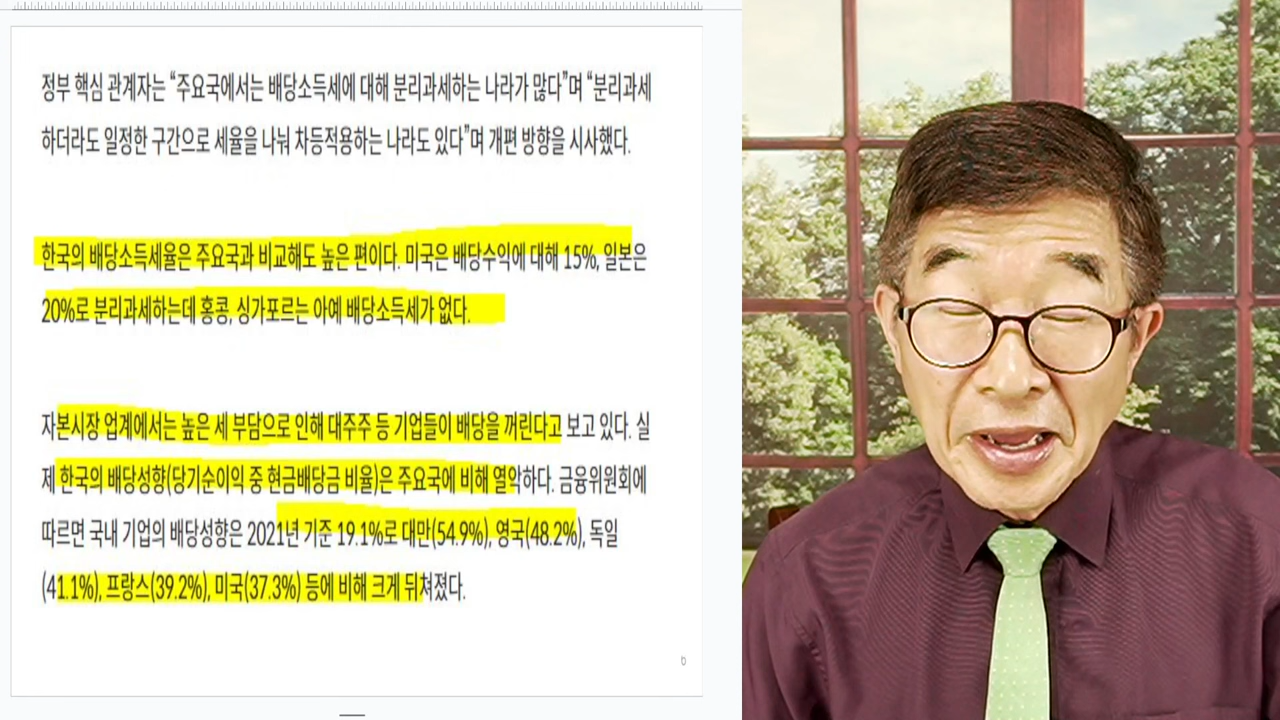 정부 핵심 관계자는 “주요국에서는 배당소득세에 대해 분리과세하는 나라가 많다”며 “분리과세
하더라도 일정한 구간으로 세율을 나눠 차등적용하는 나라도 있다”며 개편 방향을 시사했다.
한국의 배당소득세율은 주요국과 비교해도 높은 편이다. 미국은 배당수익에 대해 15%, 일본은
20%로 분리과세하는데 홍콩, 싱가포르는 아예 배당소득세가 없다.
자본시장 업계에서는 높은 세 부담으로 인해 대주주 등 기업들이 배당을 꺼린다고 보고 있다. 실
제 한국의 배당성향(당기순이익 중 현금배당금 비율)은 주요국에 비해 열악하다. 금융위원회에
따르면 국내 기업의 배당성향은 2021년 기준 19.1%로 대만(54.9%), 영국(48.2%), 독일
(41.1%), 프랑스(39.2%), 미국(37.3%) 등에 비해 크게 뒤쳐졌다.